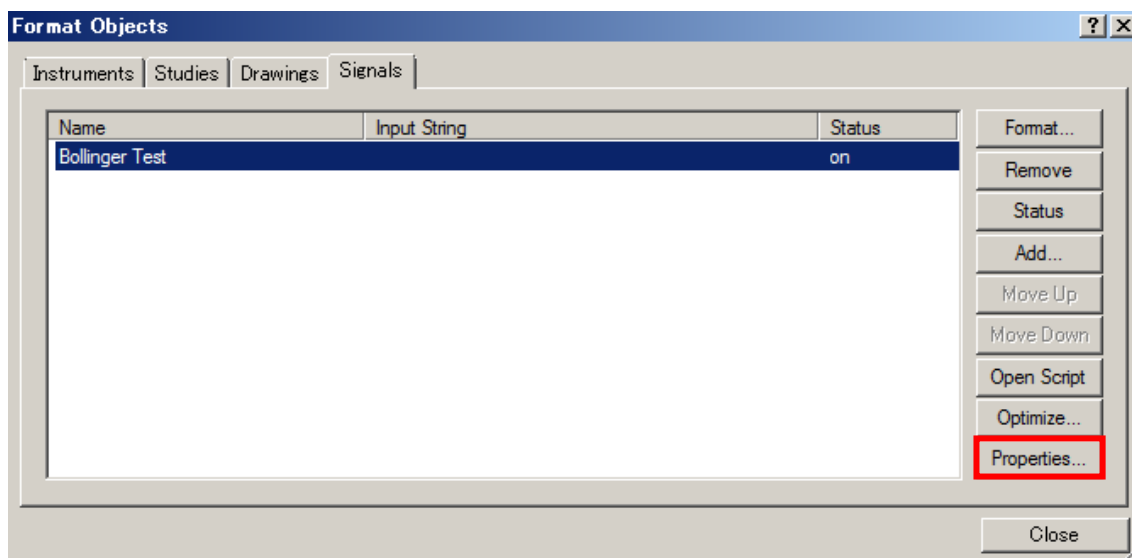 Format Objects
Instruments Studies Drawings Signals
Name Input String Status
Bollinger Test on
Format...
Remove
Status
Add...
Move Up
Move Down
Open Script
Optimize...
Properties...
Close